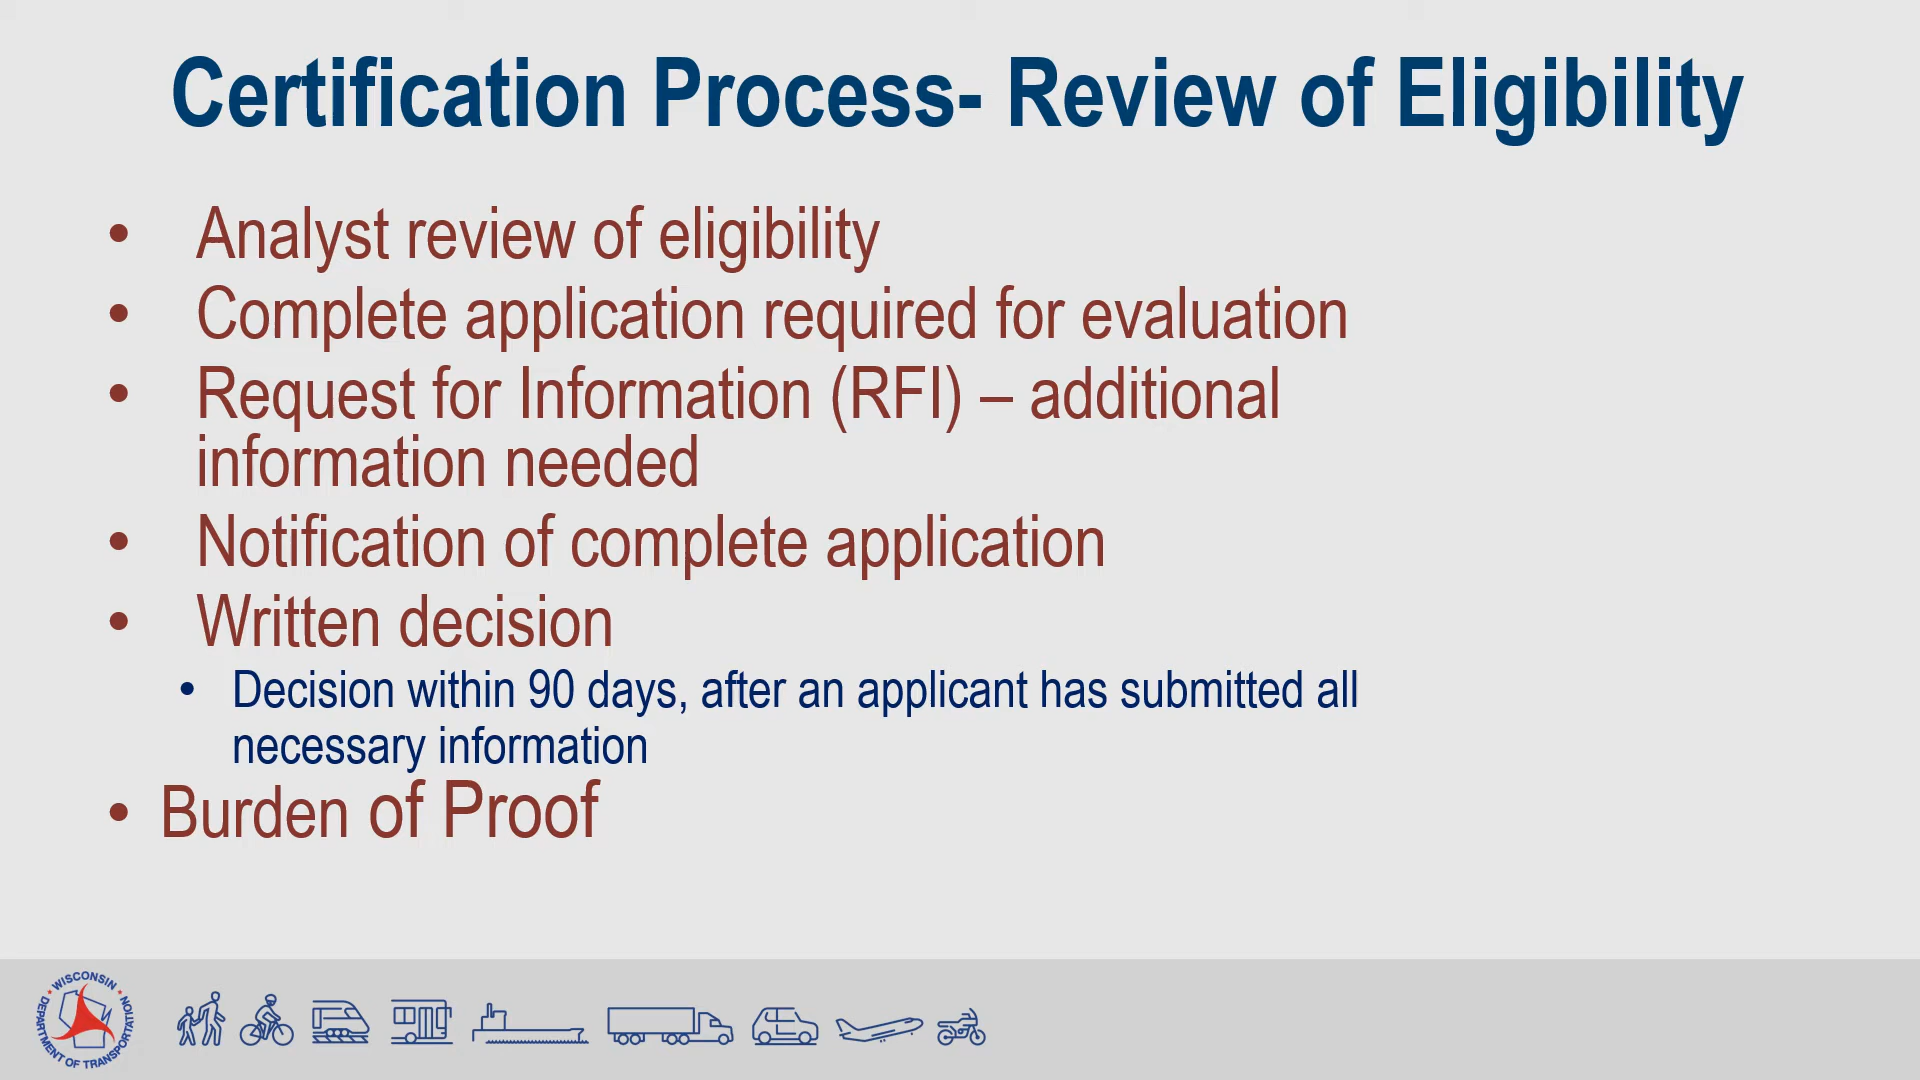 Certification Process- Review of Eligibility
• Analyst review of eligibility
• Complete application required for evaluation
• Request for Information (RFI) – additional
information needed
• Notification of complete application
• Written decision
• Decision within 90 days, after an applicant has submitted all
necessary information
• Burden of Proof
WISCONSIN
DEPARTMENT OF TRANSPORTATION